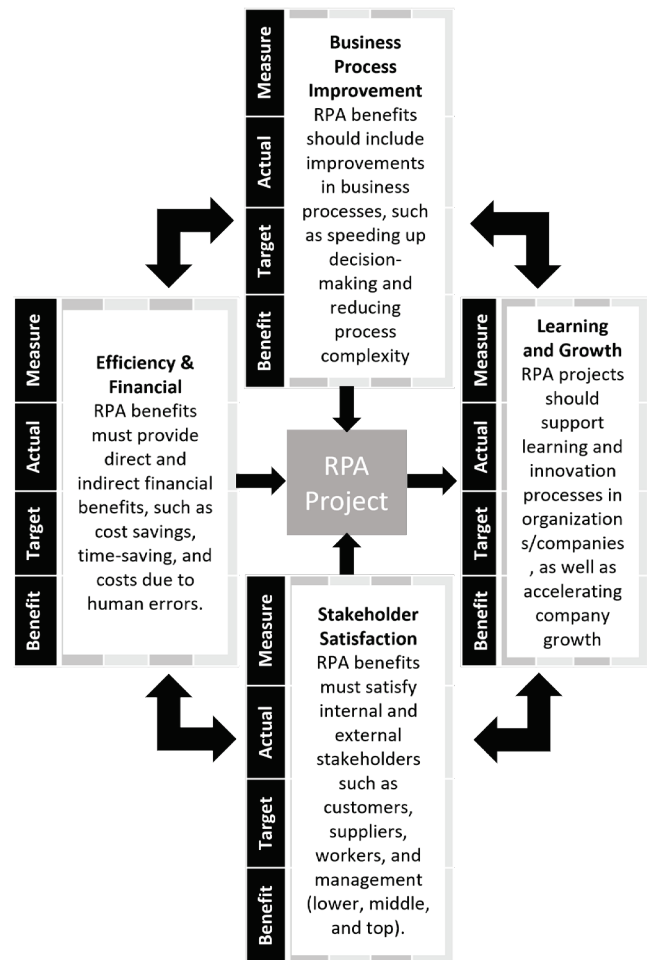 Measure
Actual
Target
Benefit
Business
Process
Improvement
RPA benefits
should include
improvements
in business
processes, such
as speeding up
decision-
making and
reducing
process
complexity
Measure
Actual
Target
Benefit
Efficiency &
Financial
RPA benefits
must provide
direct and
indirect financial
benefits, such as
cost savings,
time-saving, and
costs due to
human errors.
RPA
Project
Measure
Actual
Target
Benefit
Learning
and Growth
RPA projects
should
support
learning and
innovation
processes in
organization
s/companies
, as well as
accelerating
company
growth
Measure
Actual
Target
Benefit
Stakeholder
Satisfaction
RPA benefits
must satisfy
internal and
external
stakeholders
such as
customers,
suppliers,
workers, and
management
(lower, middle,
and top).